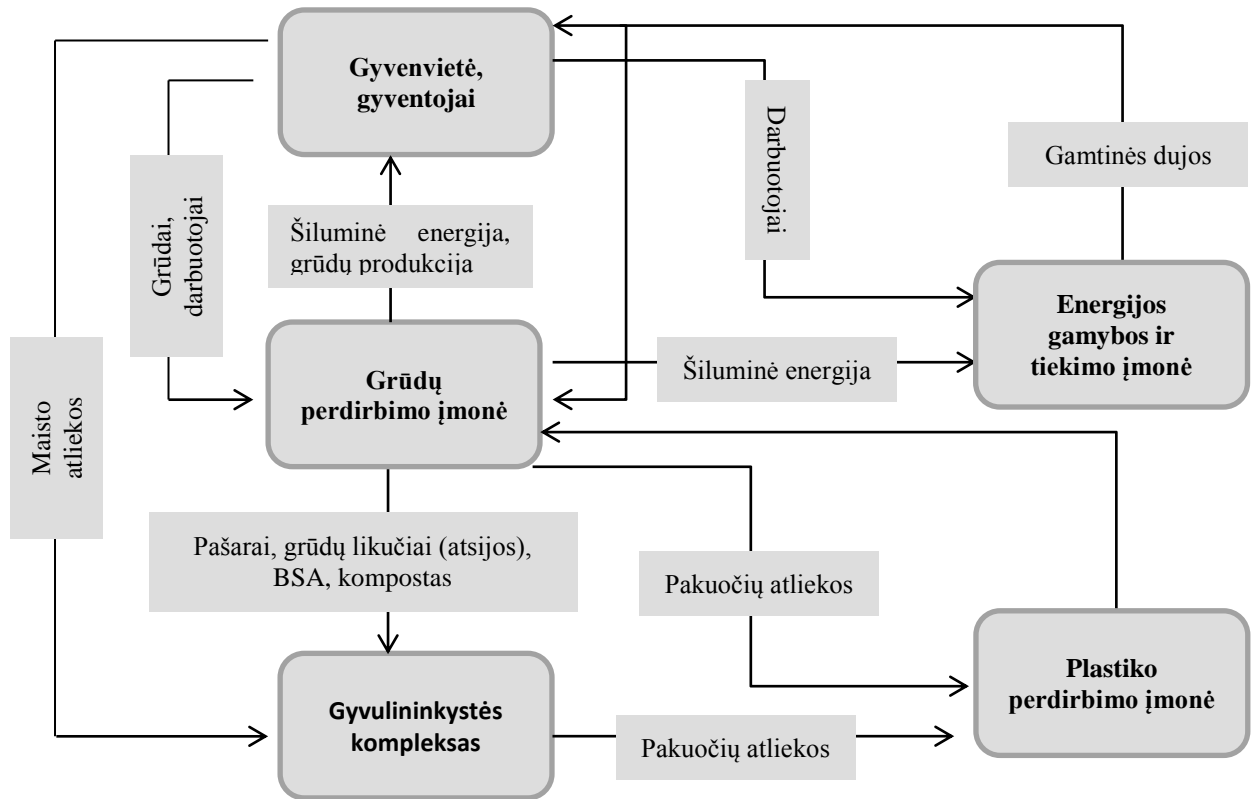 Gyvenvietė,
gyventojai
Darbuotojai
Gamtinės dujos
Grūdai,
darbuotojai
Šiluminė energija,
grūdų produkcija
Energijos
gamybos ir
tiekimo įmonė
Maisto
atliekos
Grūdų
perdirbimo įmonė
Šiluminė energija
Pašarai, grūdų likučiai (atsijos),
BSA, kompostas
Pakuočių atliekos
Plastiko
perdirbimo įmonė
Gyvulininkystės
kompleksas
Pakuočių atliekos